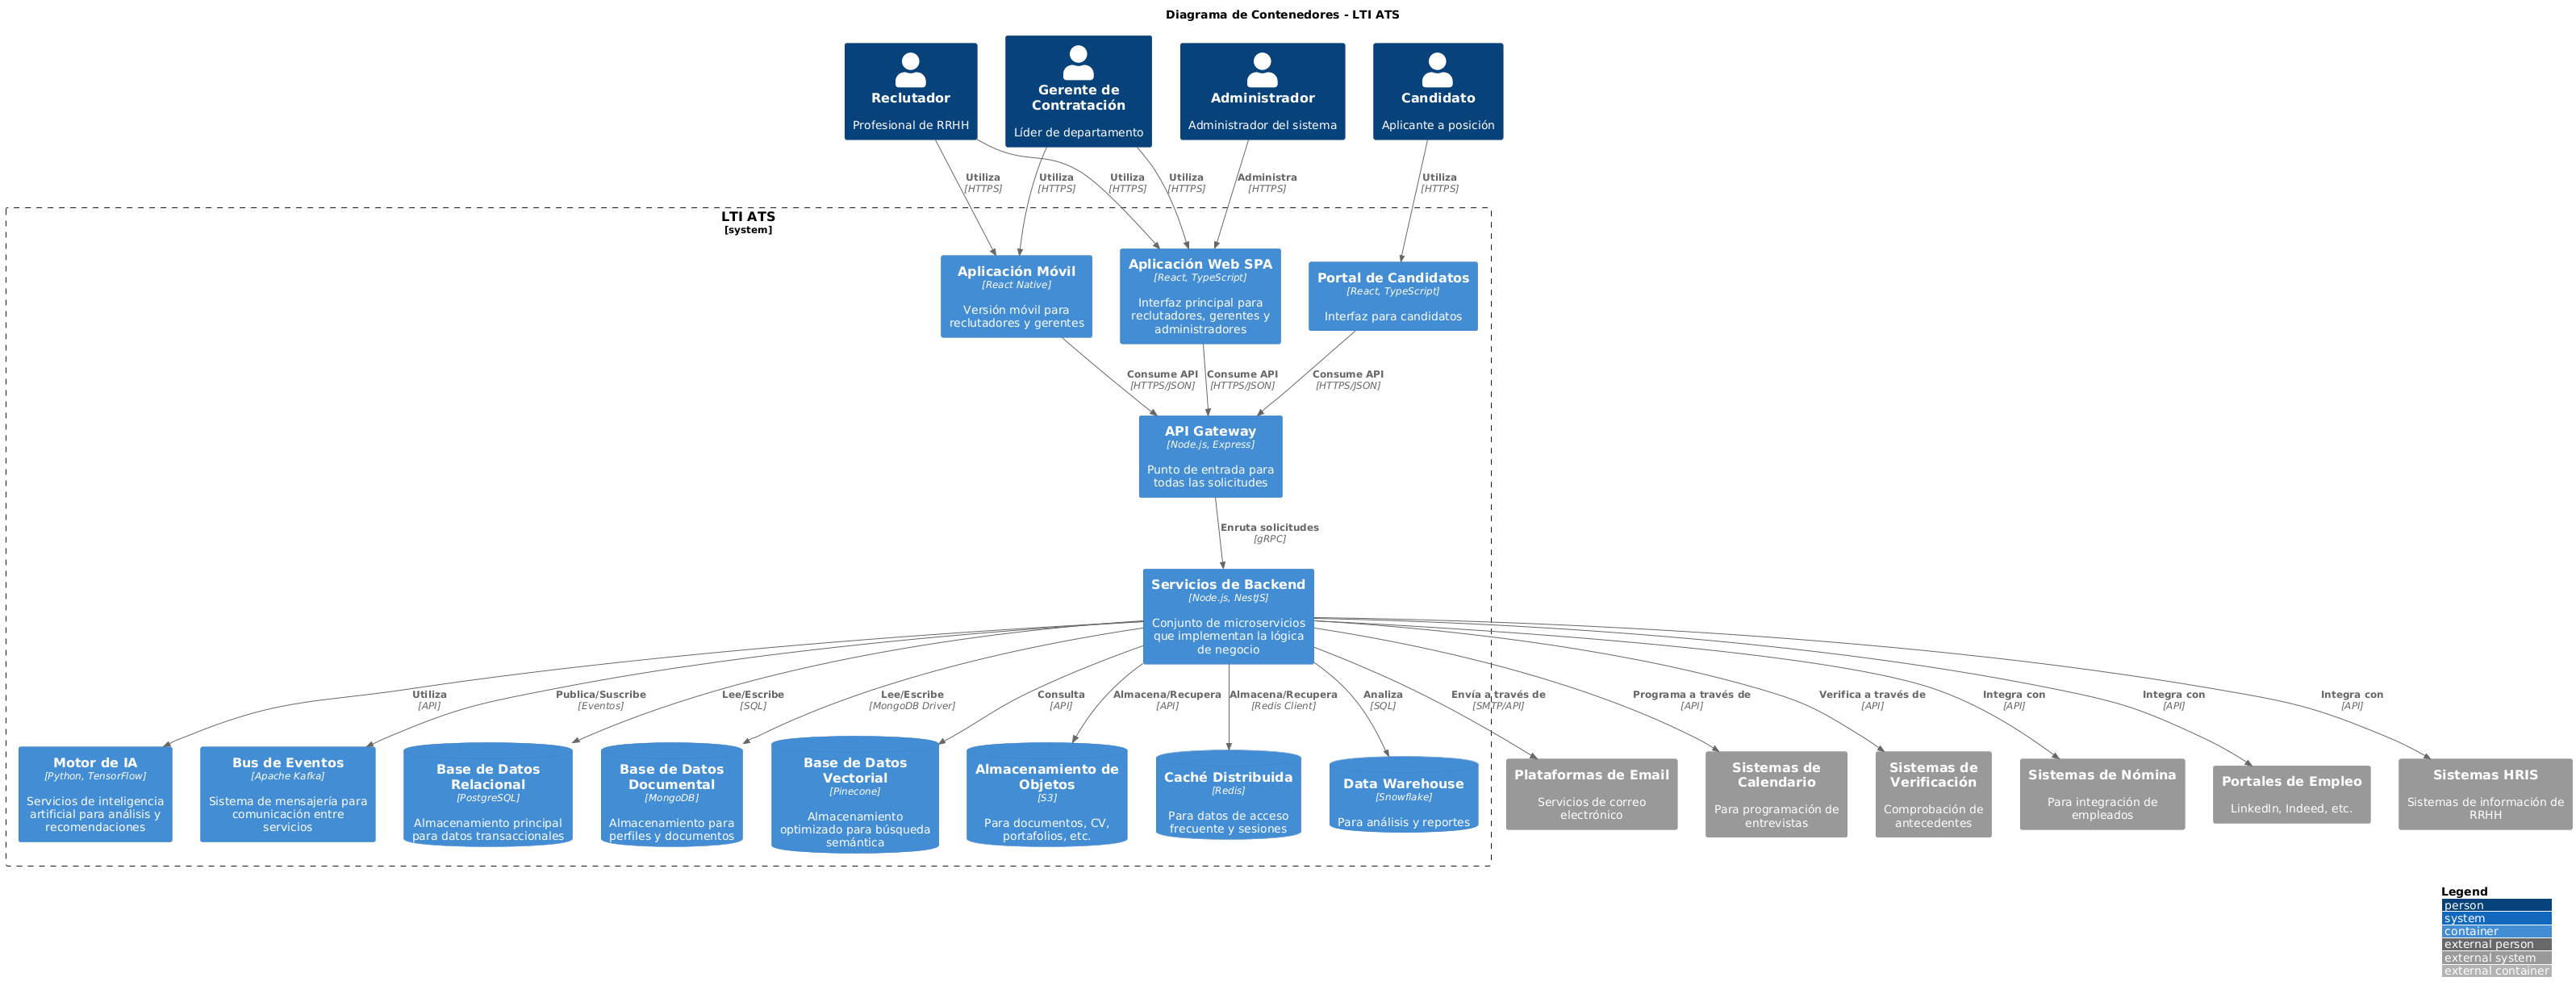 Diagrama de Contenedores - LTI ATS
Reclutador
Profesional de RRHH
Gerente de
Contratación
Líder de departamento
Administrador
Administrador del sistema
Candidato
Aplicante a posición
Utiliza
[HTTPS]
Utiliza
[HTTPS]
Utiliza
[HTTPS]
Utiliza
[HTTPS]
Administra
[HTTPS]
Utiliza
[HTTPS]
LTI ATS
[system]
Aplicación Móvil
[React Native]
Versión móvil para
reclutadores y gerentes
Aplicación Web SPA
[React, TypeScript]
Interfaz principal para
reclutadores, gerentes y
administradores
Portal de Candidatos
[React, TypeScript]
Interfaz para candidatos
Consume API
[HTTPS/JSON]
Consume API
[HTTPS/JSON]
Consume API
[HTTPS/JSON]
API Gateway
[Node.js, Express]
Punto de entrada para
todas las solicitudes
Enruta solicitudes
[gRPC]
Servicios de Backend
[Node.js, NestJS]
Conjunto de microservicios
que implementan la lógica
de negocio
Utiliza
[API]
Publica/Suscribe
[Eventos]
Lee/Escribe
[SQL]
Lee/Escribe
[MongoDB Driver]
Consulta
[API]
Almacena/Recupera
[API]
Almacena/Recupera
[Redis Client]
Analiza
[SQL]
Envía a través de
[SMTP/API]
Programa a través de
[API]
Verifica a través de
[API]
Integra con
[API]
Integra con
[API]
Integra con
[API]
Motor de IA
[Python, TensorFlow]
Servicios de inteligencia
artificial para análisis y
recomendaciones
Bus de Eventos
[Apache Kafka]
Sistema de mensajería para
comunicación entre
servicios
Base de Datos
Relacional
[PostgreSQL]
Almacenamiento principal
para datos transaccionales
Base de Datos
Documental
[MongoDB]
Almacenamiento para
perfiles y documentos
Base de Datos
Vectorial
[Pinecone]
Almacenamiento
optimizado para búsqueda
semántica
Almacenamiento de
Objetos
[S3]
Para documentos, CV,
portafolios, etc.
Caché Distribuida
[Redis]
Para datos de acceso
frecuente y sesiones
Data Warehouse
[Snowflake]
Para análisis y reportes
Plataformas de Email
Servicios de correo
electrónico
Sistemas de
Calendario
Para programación de
entrevistas
Sistemas de
Verificación
Comprobación de
antecedentes
Sistemas de Nómina
Para integración de
empleados
Portales de Empleo
LinkedIn, Indeed, etc.
Sistemas HRIS
Sistemas de información de
RRHH
Legend
person
system
container
external person
external system
external container